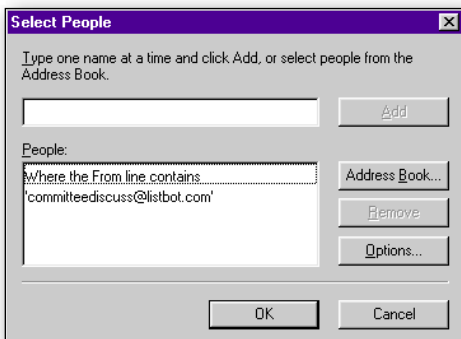 Select People
Type one name at a time and click Add, or select people from the
Address Book.
Add
People:
Where the From line contains
'committeediscuss@listbot.com'
Address Book...
Remove
Options...
OK
Cancel